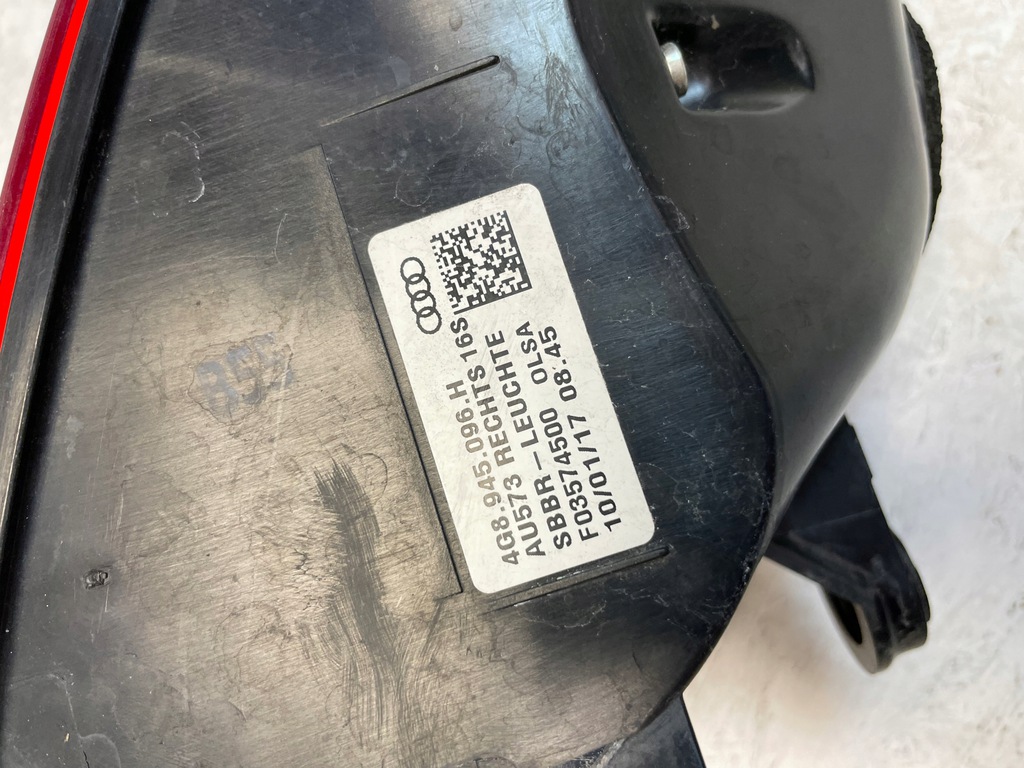 4G8.945.096.H 16S
AU573 RECHTS
SBBR-LEUCHTE
F03574500 OLSA
10/01/17 08:45